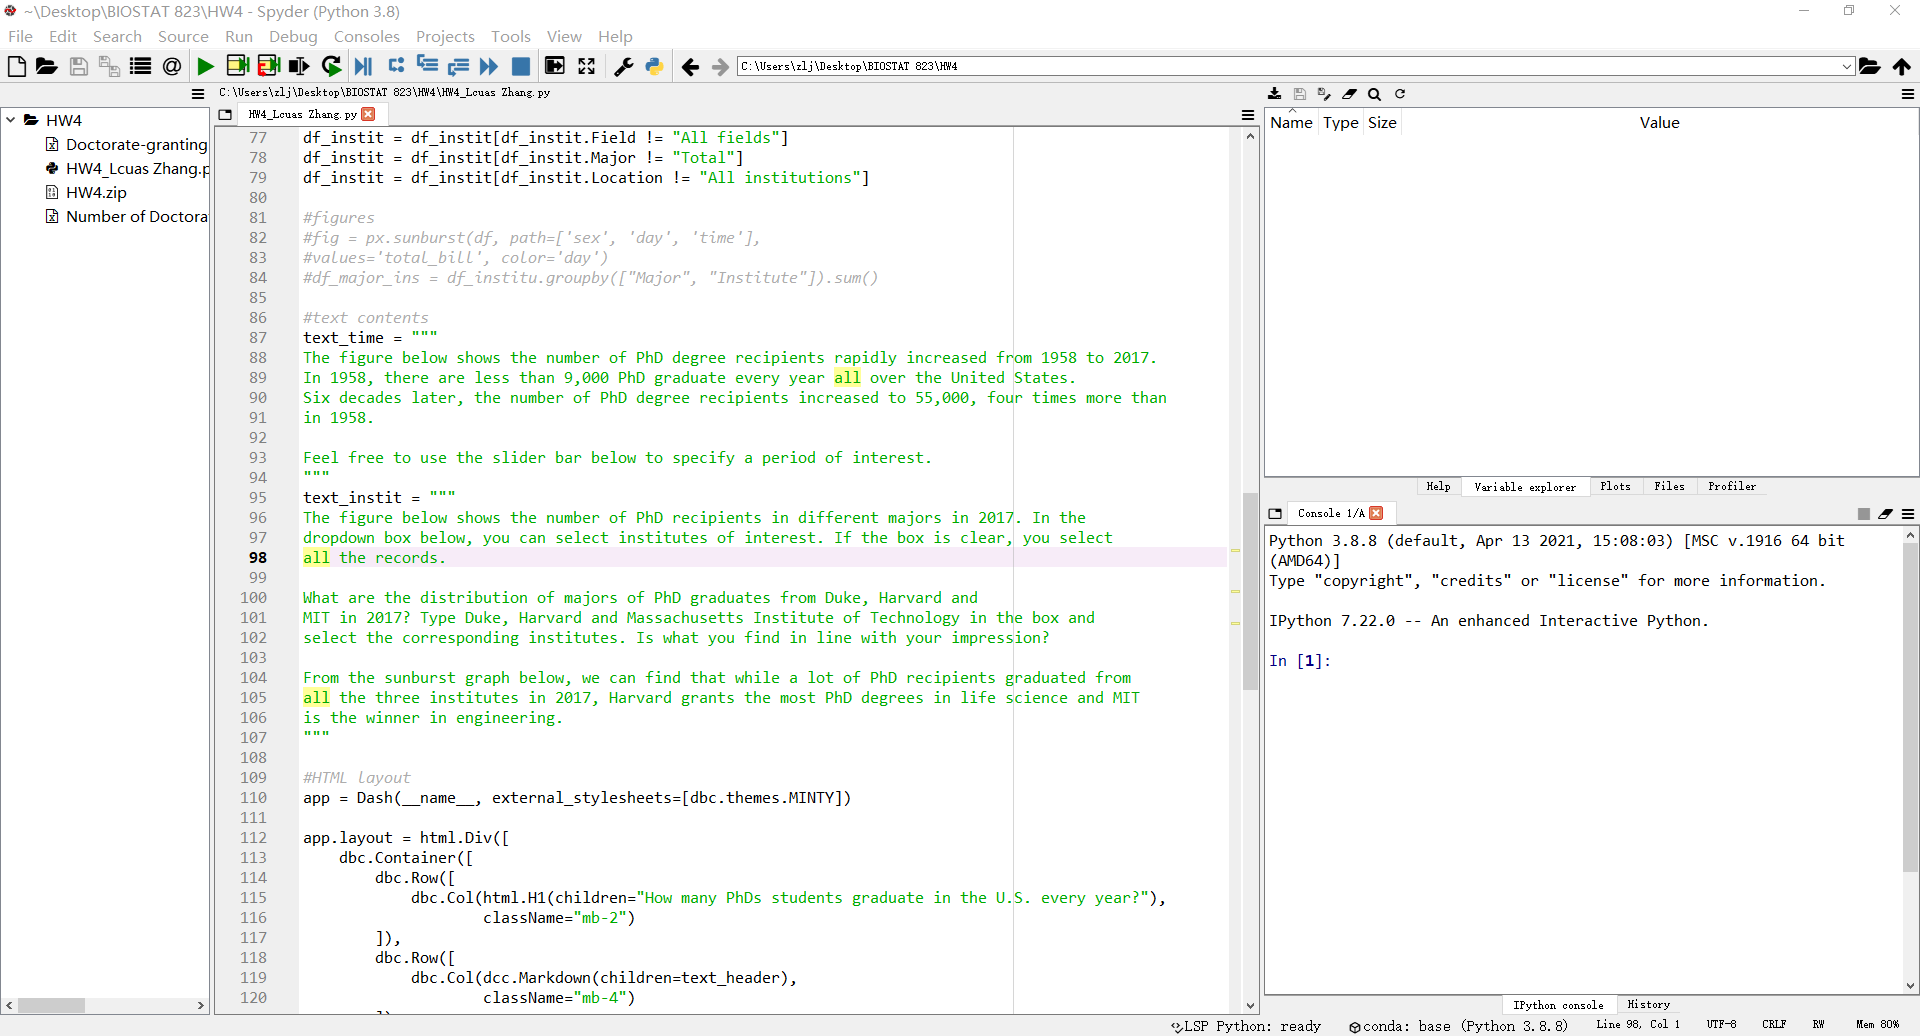 ~\Desktop\BIOSTAT 823\HW4 - Spyder (Python 3.8)
File Edit Search Source Run Debug Consoles Projects Tools View Help
C:\Users\zlj\Desktop\BIOSTAT 823\HW4
C:\Users\zlj\Desktop\BIOSTAT 823\HW4\HW4_Lcuas Zhang.py
HW4_Lcuas Zhang.py
HW4
Doctorate-granting
HW4_Lcuas Zhang.p
HW4.zip
Number of Doctora
77 df_instit = df_instit[df_instit.Field != "All fields"]
78 df_instit = df_instit[df_instit.Major != "Total"]
79 df_instit = df_instit[df_instit.Location != "All institutions"]
80
81 #figures
82 #fig = px.sunburst(df, path=['sex', 'day', 'time'],
83 #values='total_bill', color='day')
84 #df_major_ins = df_institu.groupby(["Major", "Institute"]).sum()
85
86 #text contents
87 text_time = """
88 The figure below shows the number of PhD degree recipients rapidly increased from 1958 to 2017.
89 In 1958, there are less than 9,000 PhD graduate every year all over the United States.
90 Six decades later, the number of PhD degree recipients increased to 55,000, four times more than
91 in 1958.
92
93 Feel free to use the slider bar below to specify a period of interest.
94 """
95 text_instit = """
96 The figure below shows the number of PhD recipients in different majors in 2017. In the
97 dropdown box below, you can select institutes of interest. If the box is clear, you select
98 all the records.
99
100 What are the distribution of majors of PhD graduates from Duke, Harvard and
101 MIT in 2017? Type Duke, Harvard and Massachusetts Institute of Technology in the box and
102 select the corresponding institutes. Is what you find in line with your impression?
103
104 From the sunburst graph below, we can find that while a lot of PhD recipients graduated from
105 all the three institutes in 2017, Harvard grants the most PhD degrees in life science and MIT
106 is the winner in engineering.
107 """
108
109 #HTML layout
110 app = Dash(__name__, external_stylesheets=[dbc.themes.MINTY])
111
112 app.layout = html.Div([
113 dbc.Container([
114 dbc.Row([
115 dbc.Col(html.H1(children="How many PhDs students graduate in the U.S. every year?"),
116 className="mb-2")
117 ]),
118 dbc.Row([
119 dbc.Col(dcc.Markdown(children=text_header),
120 className="mb-4")
Name Type Size Value
Help Variable explorer Plots Files Profiler
Console 1/A
Python 3.8.8 (default, Apr 13 2021, 15:08:03) [MSC v.1916 64 bit
(AMD64)]
Type "copyright", "credits" or "license" for more information.
IPython 7.22.0 -- An enhanced Interactive Python.
In [1]:
IPython console History
LSP Python: ready conda: base (Python 3.8.8) Line 98, Col 1 UTF-8 CRLF RW Mem 80%